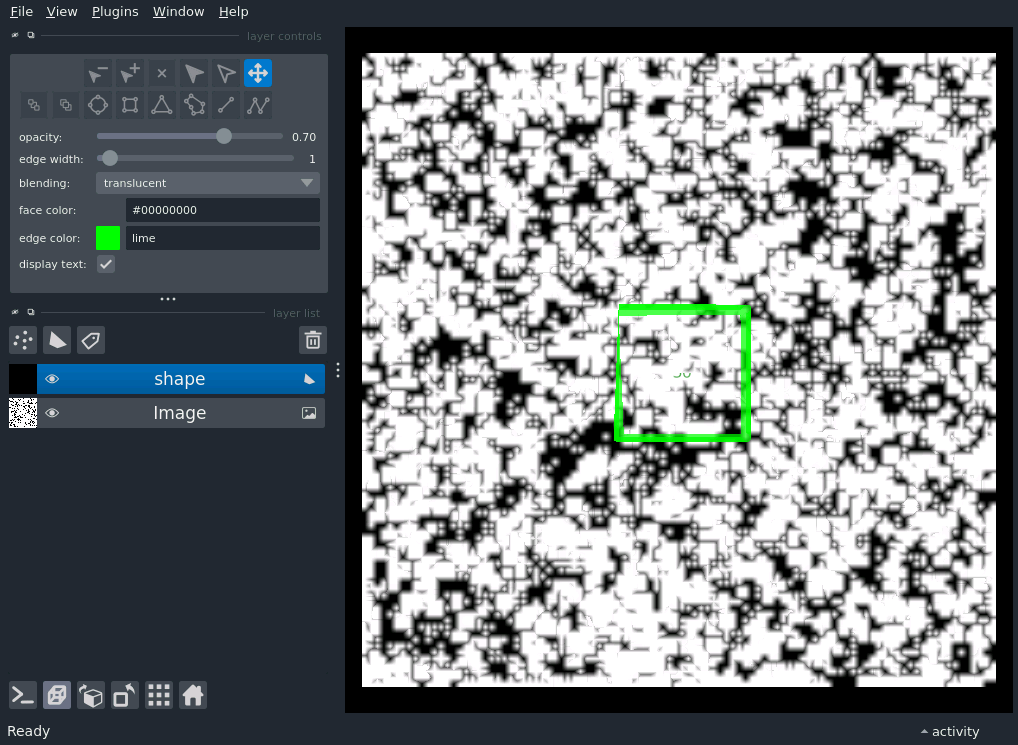 File View Plugins Window Help
layer controls
opacity: 0.70
edge width: 1
blending: translucent
face color: #00000000
edge color: lime
display text:
layer list
shape
Image
Ready
activity